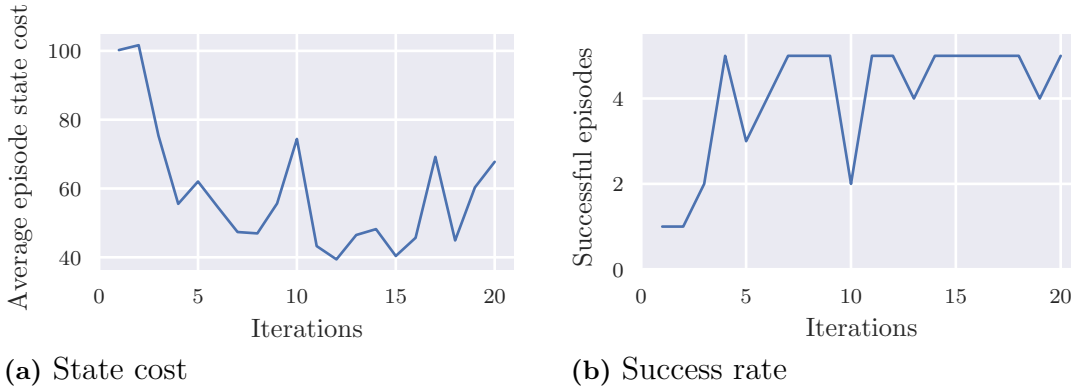 Average episode state cost
100
80
60
40
0 5 10 15 20
Iterations
(a) State cost
Successful episodes
4
2
0
0 5 10 15 20
Iterations
(b) Success rate